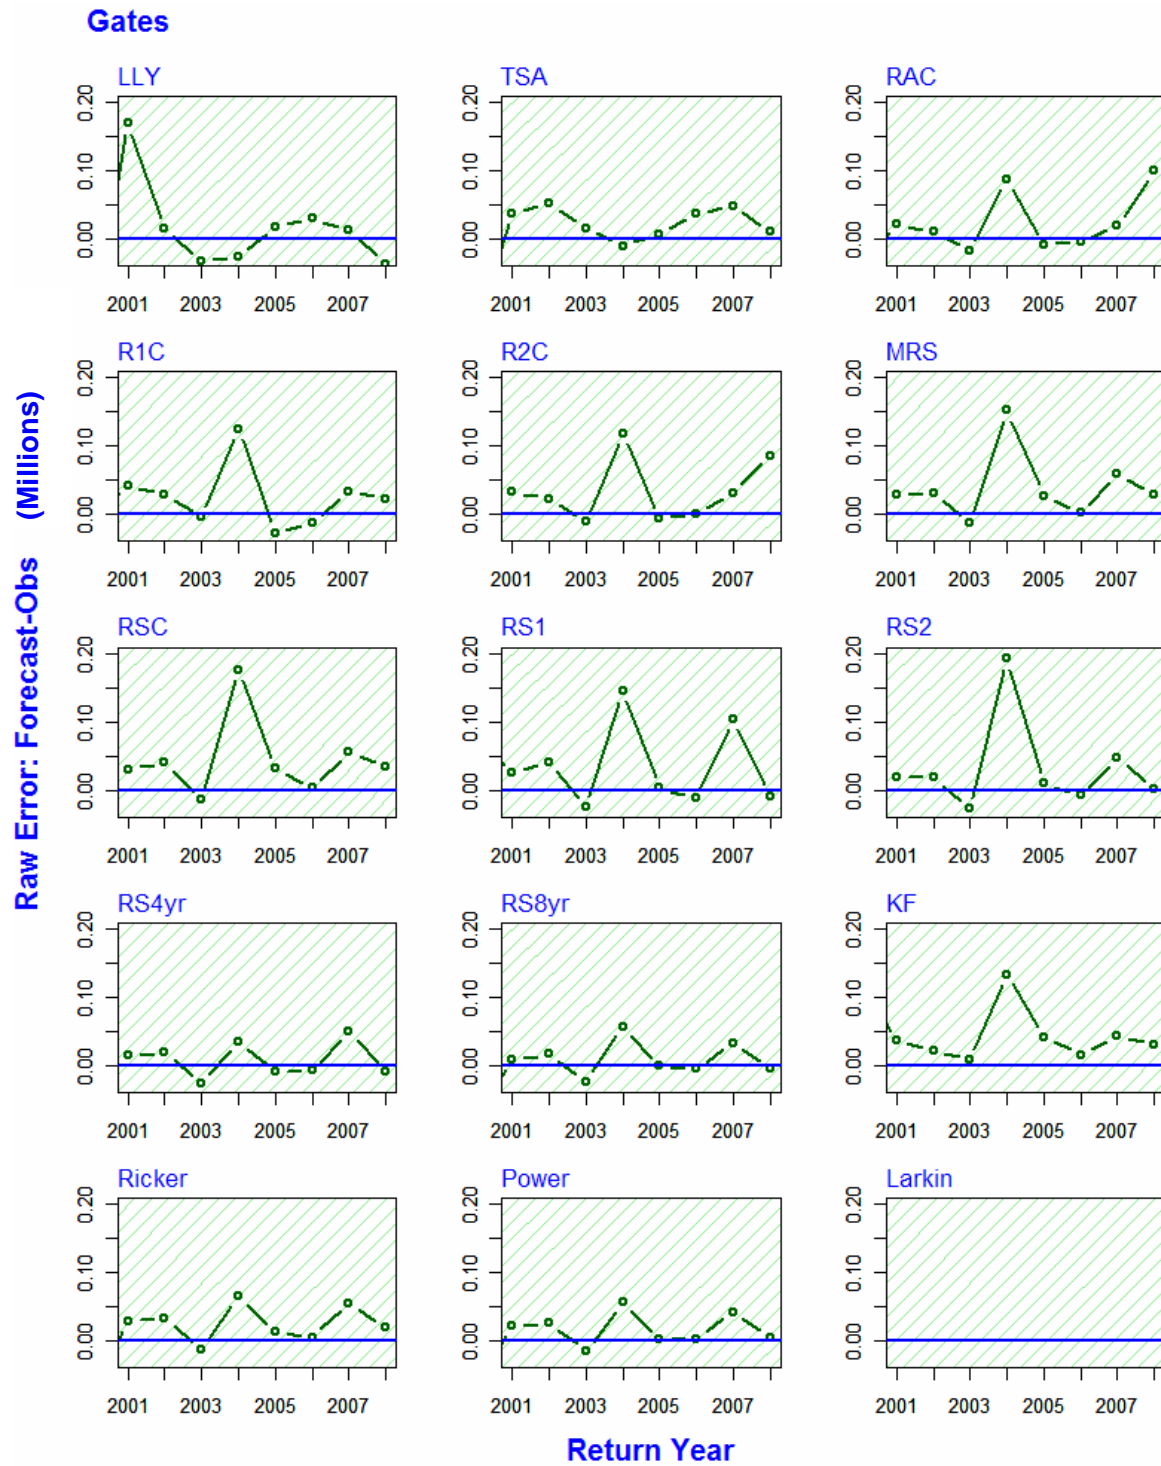 Gates
Raw Error: Forecast-Obs (Millions)
LLY TSA RAC
0.20 0.20 0.20
0.10 0.10 0.10
0.00 0.00 0.00
2001 2003 2005 2007 2001 2003 2005 2007 2001 2003 2005 2007
R1C R2C MRS
0.20 0.20 0.20
0.10 0.10 0.10
0.00 0.00 0.00
2001 2003 2005 2007 2001 2003 2005 2007 2001 2003 2005 2007
RSC RS1 RS2
0.20 0.20 0.20
0.10 0.10 0.10
0.00 0.00 0.00
2001 2003 2005 2007 2001 2003 2005 2007 2001 2003 2005 2007
RS4yr RS8yr KF
0.20 0.20 0.20
0.10 0.10 0.10
0.00 0.00 0.00
2001 2003 2005 2007 2001 2003 2005 2007 2001 2003 2005 2007
Ricker Power Larkin
0.20 0.20 0.20
0.10 0.10 0.10
0.00 0.00 0.00
2001 2003 2005 2007 2001 2003 2005 2007 2001 2003 2005 2007
Return Year